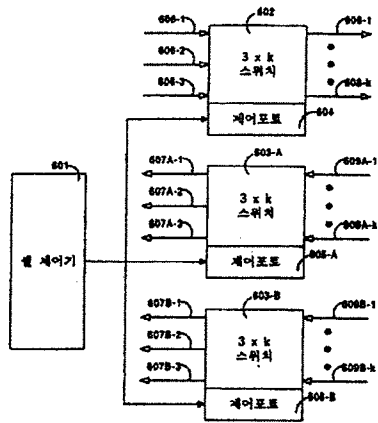 606-1
602
608-1
606-2
3 x k
스위치
606-3
608-k
제어포트
604
601
607A-1
603-A
609A-1
607A-2
3 x k
스위치
607A-3
609A-k
셀 제어기
제어포트
605-A
607B-1
603-B
609B-1
607B-2
3 x k
스위치
607B-3
609B-k
제어포트
605-B